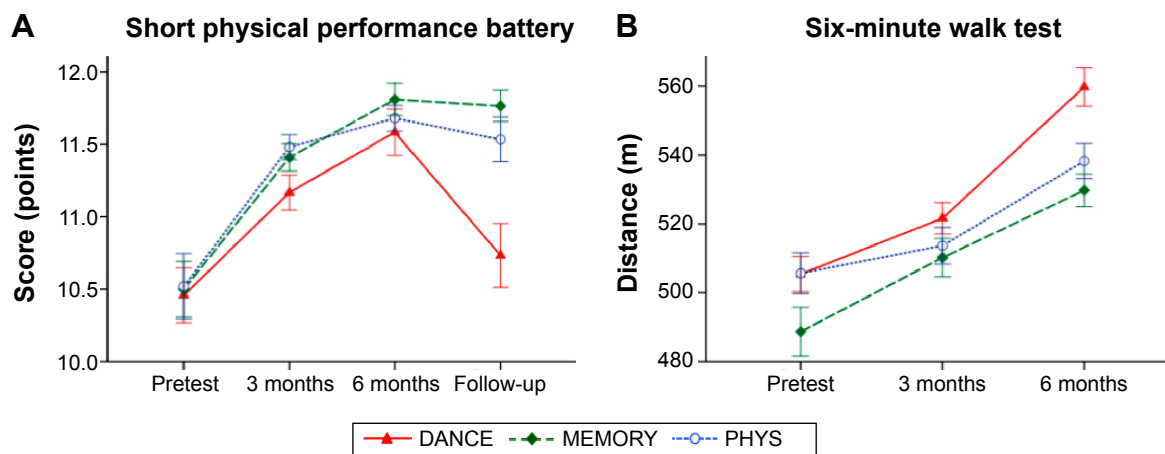 A Short physical performance battery
Score (points)
12.0
11.5
11.0
10.5
10.0
Pretest 3 months 6 months Follow-up
B Six-minute walk test
Distance (m)
560
540
520
500
480
Pretest 3 months 6 months
DANCE MEMORY PHYS